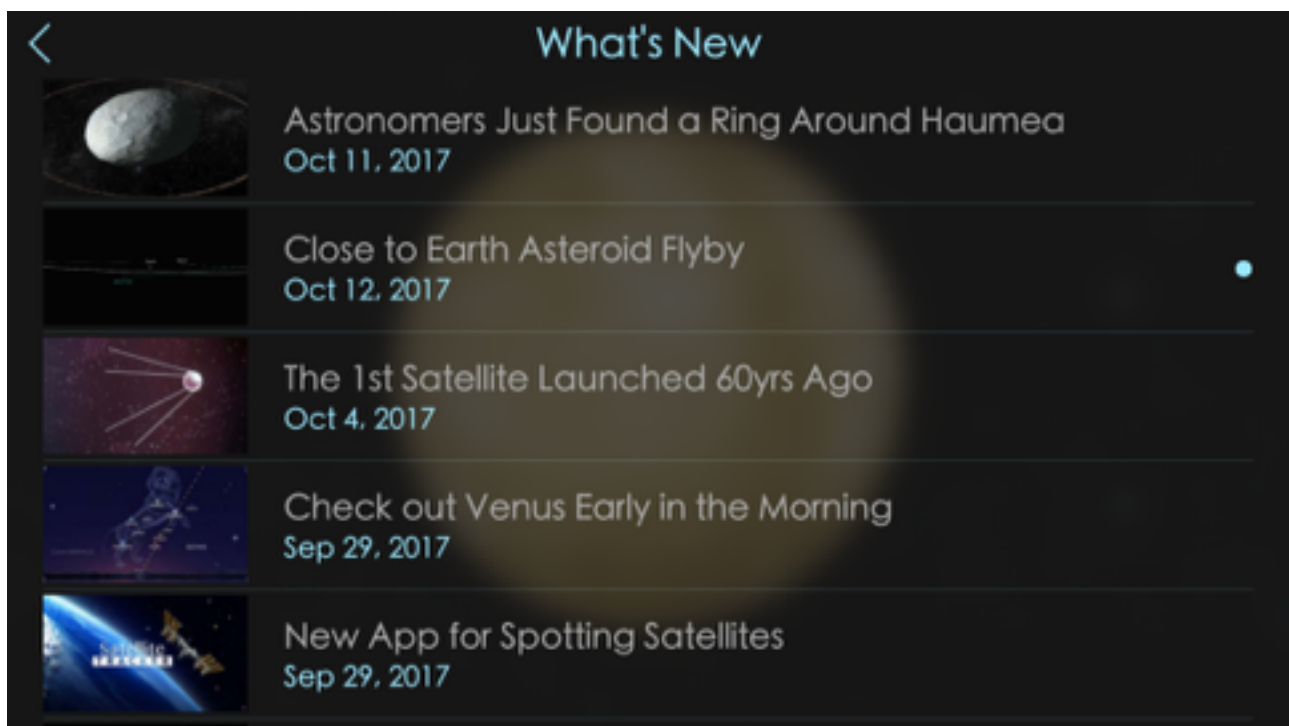 What's New
Astronomers Just Found a Ring Around Haumea
Oct 11, 2017
Close to Earth Asteroid Flyby
Oct 12, 2017
The 1st Satellite Launched 60yrs Ago
Oct 4, 2017
Check out Venus Early in the Morning
Sep 29, 2017
New App for Spotting Satellites
Sep 29, 2017
Satellite
TRACKER